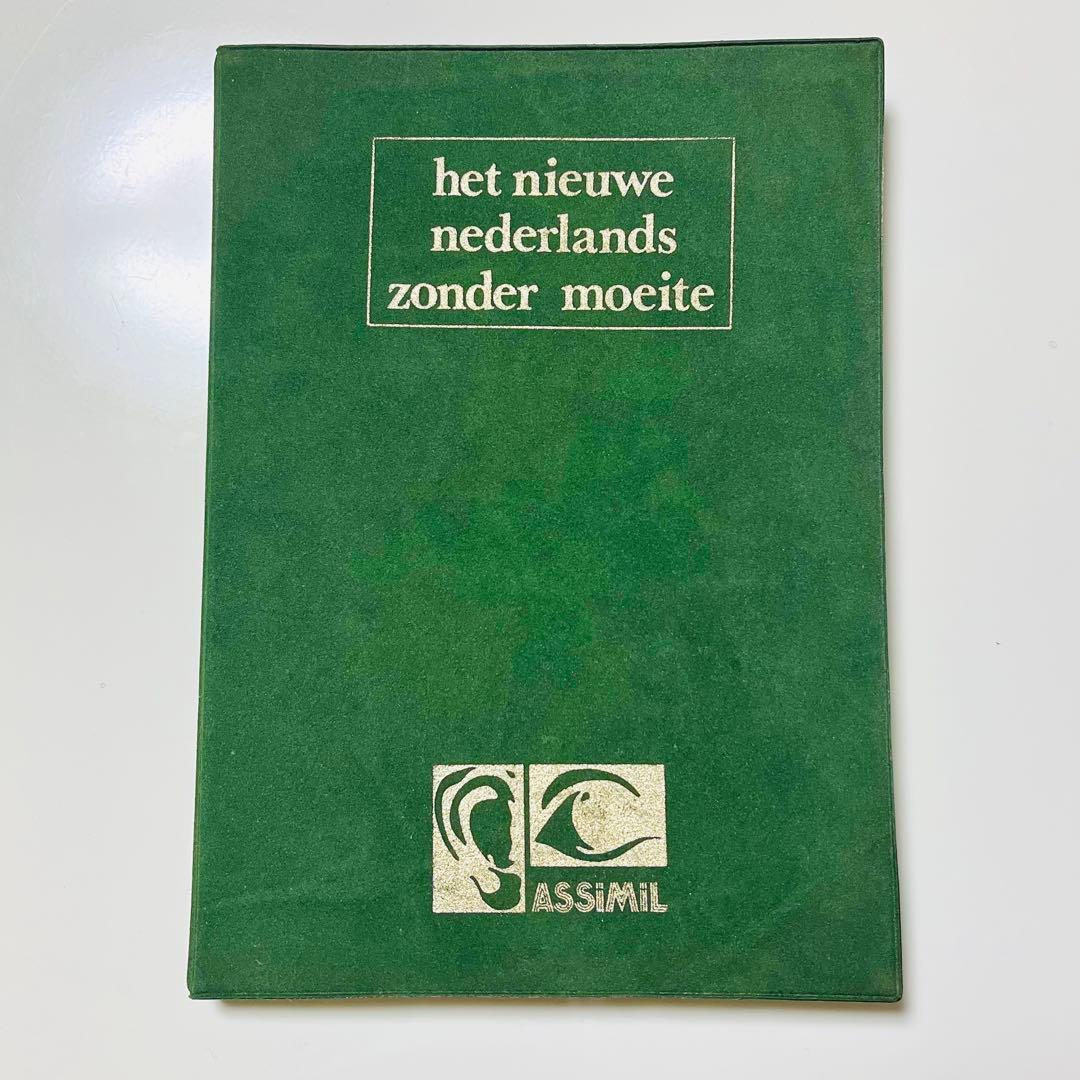 het nieuwe
nederlands
zonder moeite
ASSiMiL